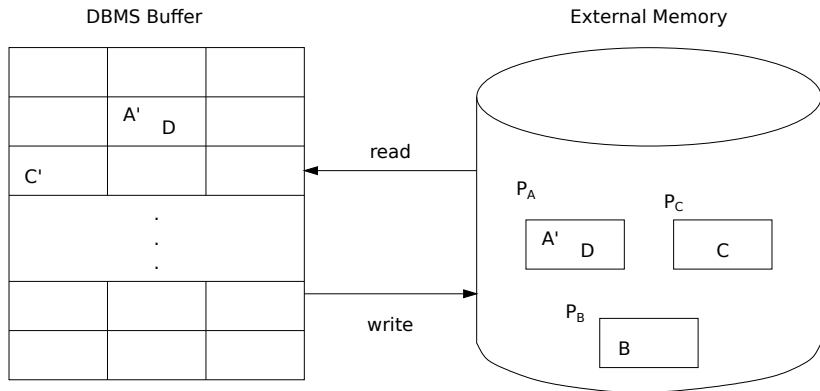 DBMS Buffer
External Memory
A'
D
C'
.
.
.
read
write
P_A
A'
D
P_C
C
P_B
B